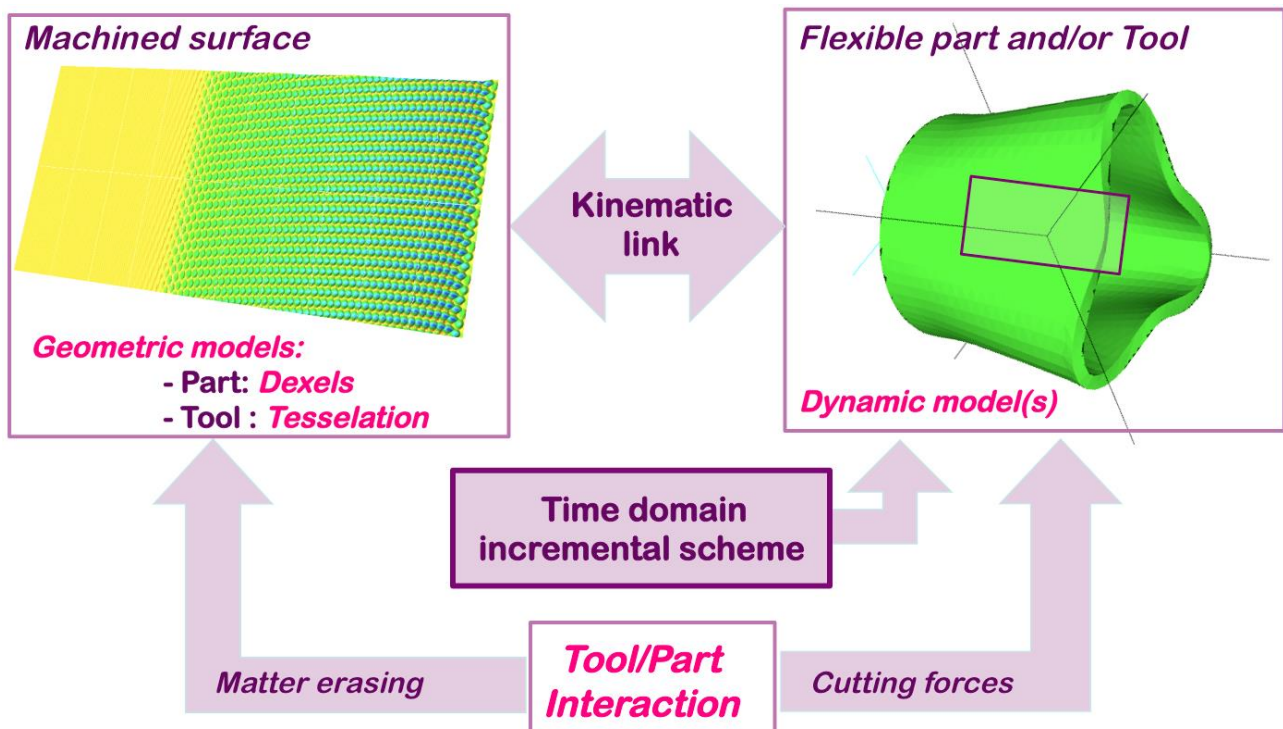 Machined surface
Geometric models:
- Part: Dexels
- Tool : Tesselation
Kinematic
link
Flexible part and/or Tool
Dynamic model(s)
Time domain
incremental scheme
Matter erasing
Tool/Part
Interaction
Cutting forces